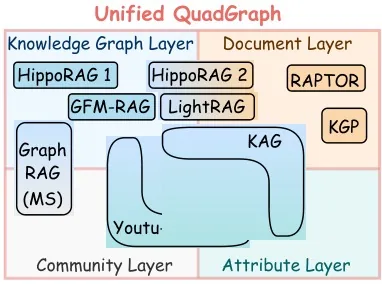 Unified QuadGraph
Knowledge Graph Layer
Document Layer
HippoRAG 1
HippoRAG 2
RAPTOR
GFM-RAG
LightRAG
KGP
Graph
RAG
(MS)
KAG
Youtu-
Community Layer
Attribute Layer